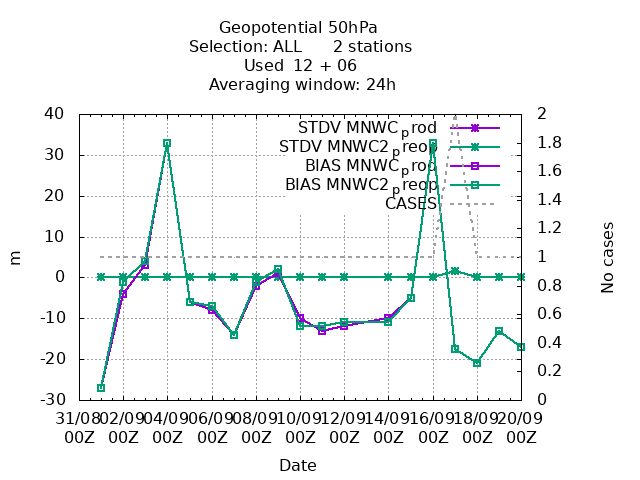 Geopotential 50hPa
Selection: ALL 2 stations
Used 12 + 06
Averaging window: 24h
STDV MNWC_prod
STDV MNWC2_preop
BIAS MNWC_prod
BIAS MNWC2_preop
CASES
40
30
20
10
0
-10
-20
-30
m
2
1.8
1.6
1.4
1.2
1
0.8
0.6
0.4
0.2
0
No cases
31/08 02/09 04/09 06/09 08/09 10/09 12/09 14/09 16/09 18/09 20/09
00Z 00Z 00Z 00Z 00Z 00Z 00Z 00Z 00Z 00Z 00Z
Date